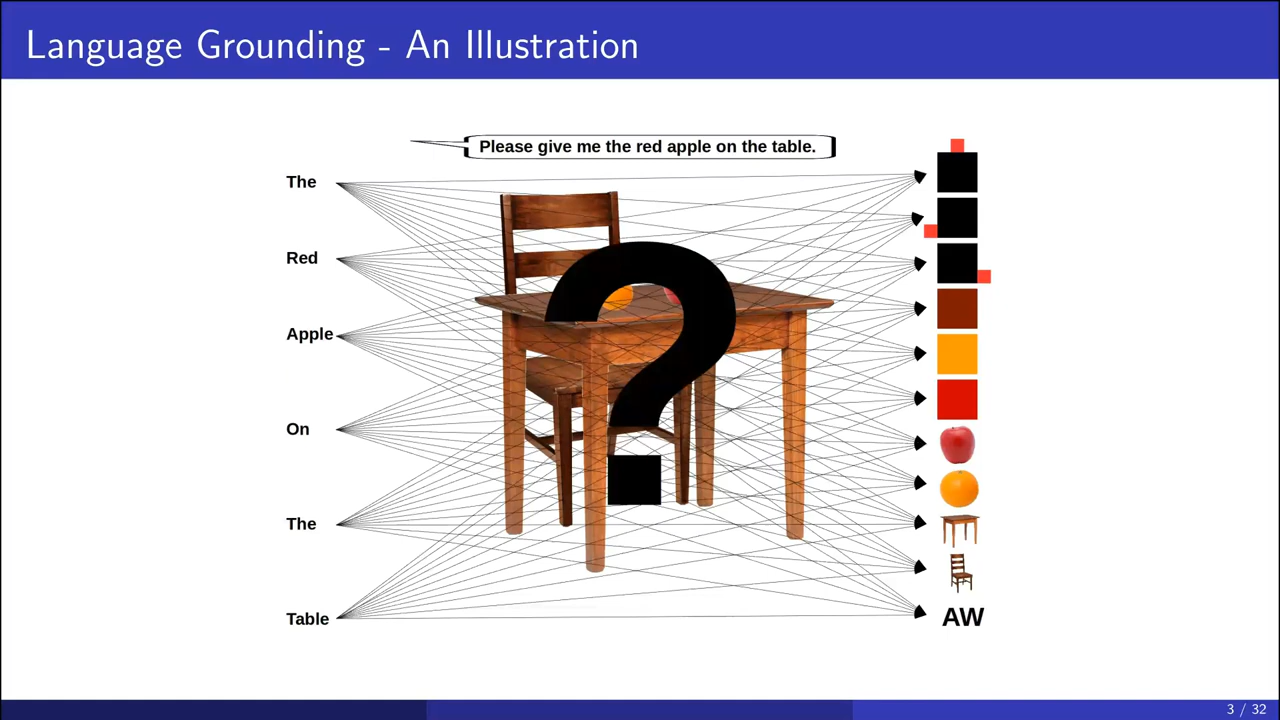 Language Grounding - An Illustration
Please give me the red apple on the table.
The
Red
Apple
On
The
Table
AW
3 / 32